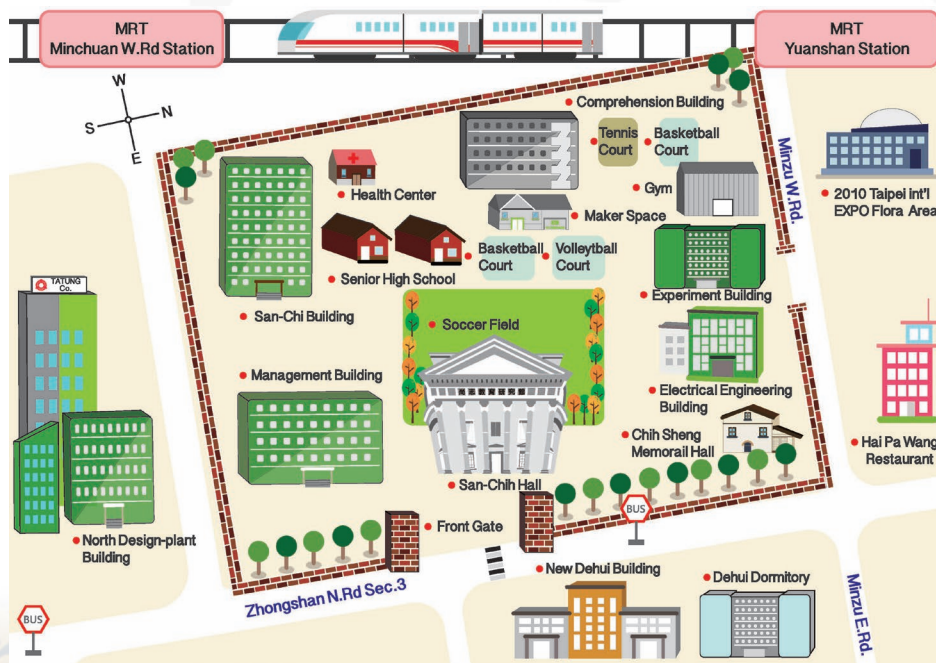 MRT
Minchuan W.Rd Station
MRT
Yuanshan Station
W
N
S
E
Comprehension Building
Tennis
Court
Basketball
Court
Minzu W.Rd.
Health Center
Gym
2010 Taipei int'l
EXPO Flora Area
Maker Space
Basketball
Court
Volleytball
Court
Senior High School
TATUNG
Co.
Experiment Building
San-Chi Building
Soccer Field
Management Building
Electrical Engineering
Building
Chih Sheng
Memorail Hall
Hai Pa Wang
Restaurant
San-Chih Hall
BUS
Front Gate
North Design-plant
Building
New Dehui Building
Dehui Dormitory
Zhongshan N.Rd Sec.3
Minzu E.Rd.
BUS